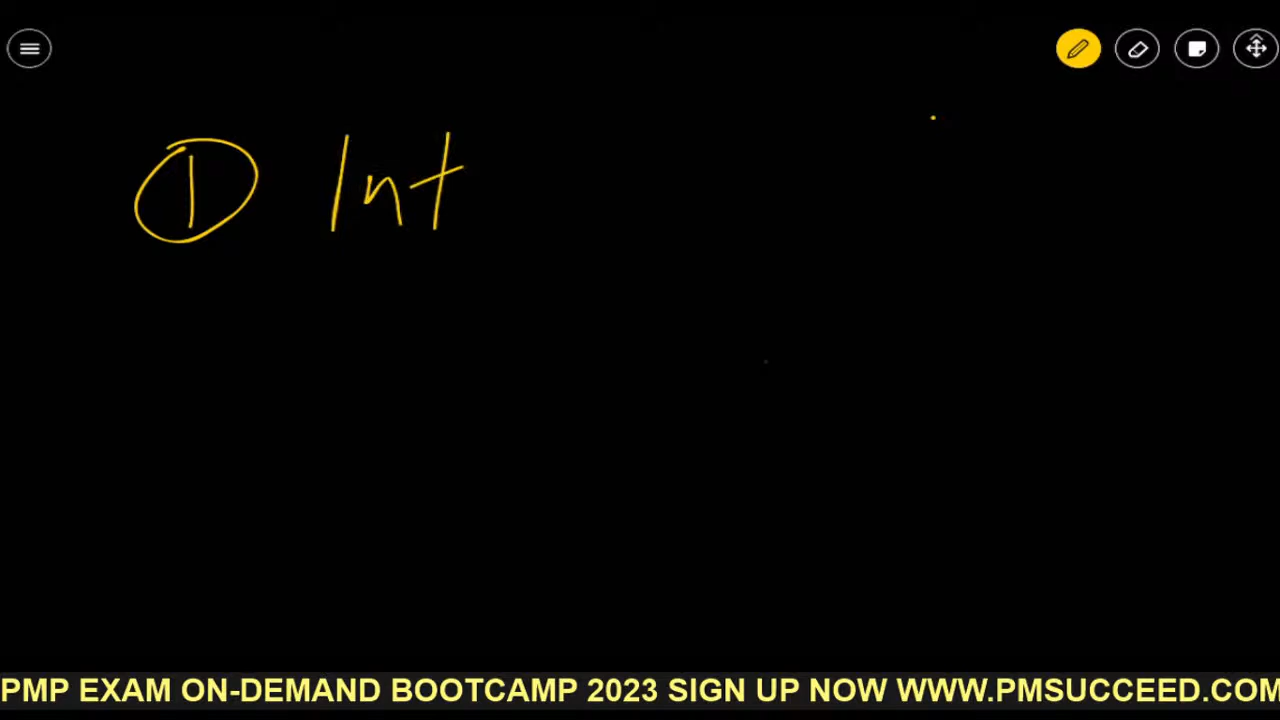 ① Int
PMP EXAM ON-DEMAND BOOTCAMP 2023 SIGN UP NOW WWW.PMSUCCEED.COM